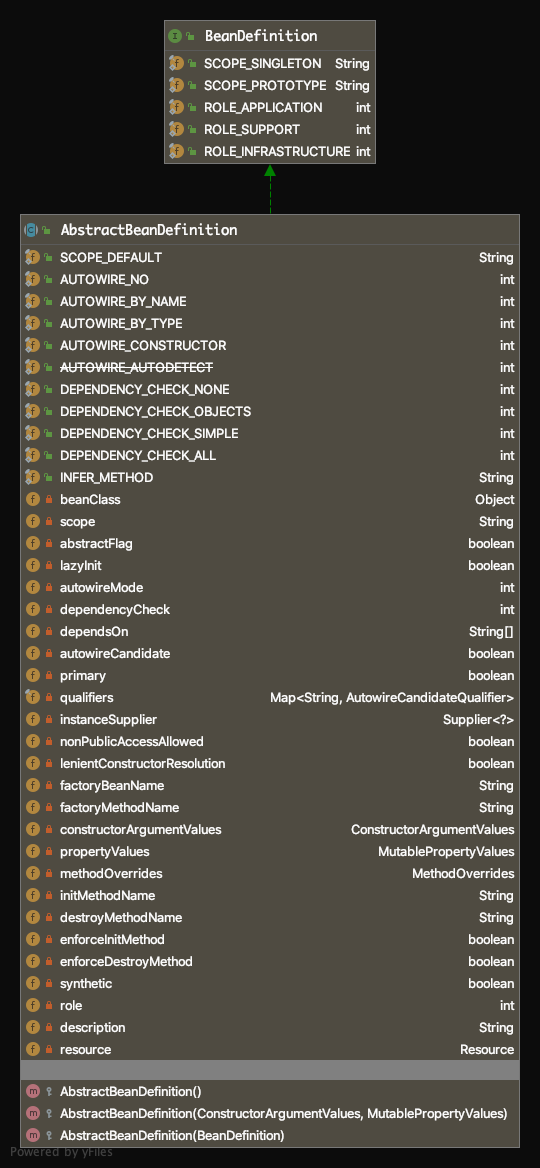 BeanDefinition
SCOPE_SINGLETON String
SCOPE_PROTOTYPE String
ROLE_APPLICATION int
ROLE_SUPPORT int
ROLE_INFRASTRUCTURE int
AbstractBeanDefinition
SCOPE_DEFAULT String
AUTOWIRE_NO int
AUTOWIRE_BY_NAME int
AUTOWIRE_BY_TYPE int
AUTOWIRE_CONSTRUCTOR int
AUTOWIRE_AUTODETECT int
DEPENDENCY_CHECK_NONE int
DEPENDENCY_CHECK_OBJECTS int
DEPENDENCY_CHECK_SIMPLE int
DEPENDENCY_CHECK_ALL int
INFER_METHOD String
beanClass Object
scope String
abstractFlag boolean
lazyInit boolean
autowireMode int
dependencyCheck int
dependsOn String[]
autowireCandidate boolean
primary boolean
qualifiers Map<String, AutowireCandidateQualifier>
instanceSupplier Supplier<?>
nonPublicAccessAllowed boolean
lenientConstructorResolution boolean
factoryBeanName String
factoryMethodName String
constructorArgumentValues ConstructorArgumentValues
propertyValues MutablePropertyValues
methodOverrides MethodOverrides
initMethodName String
destroyMethodName String
enforceInitMethod boolean
enforceDestroyMethod boolean
synthetic boolean
role int
description String
resource Resource
AbstractBeanDefinition()
AbstractBeanDefinition(ConstructorArgumentValues, MutablePropertyValues)
AbstractBeanDefinition(BeanDefinition)
Powered by yFiles